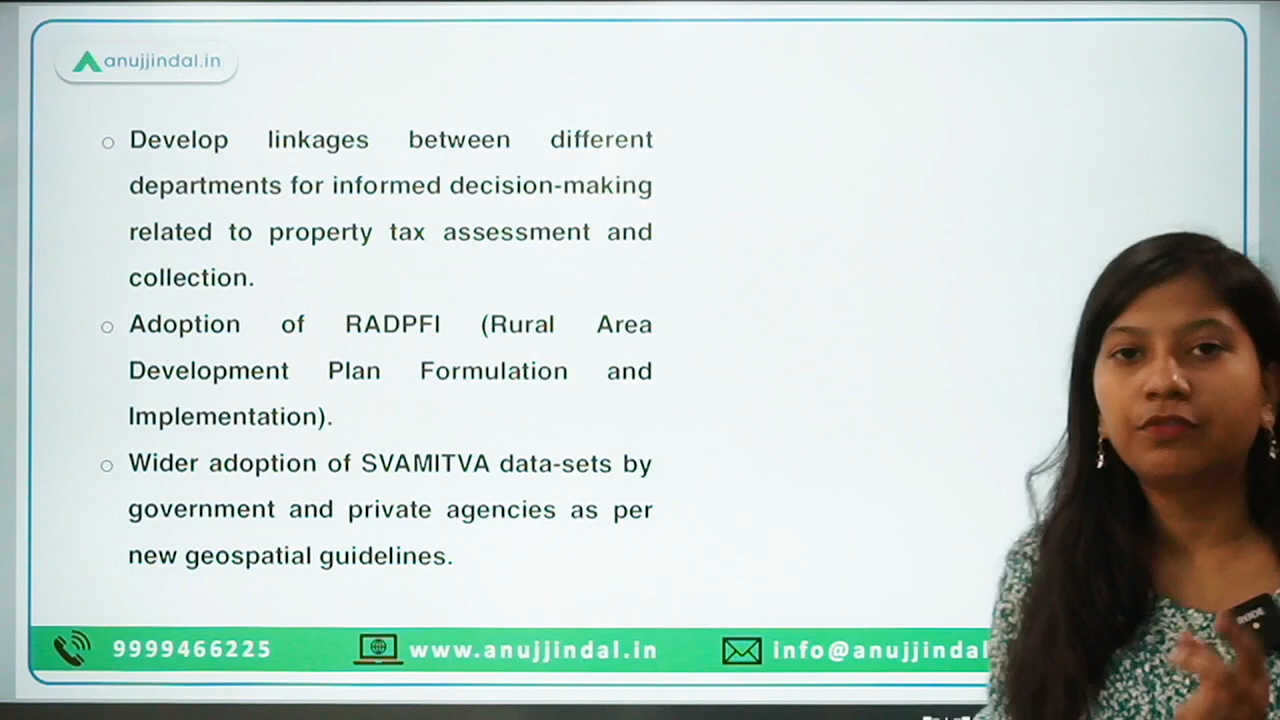 anujjindal.in
Develop linkages between different
departments for informed decision-making
related to property tax assessment and
collection.
Adoption of RADPFI (Rural Area
Development Plan Formulation and
Implementation).
Wider adoption of SVAMITVA data-sets by
government and private agencies as per
new geospatial guidelines.
9999466225 www.anujjindal.in info@anujjindal